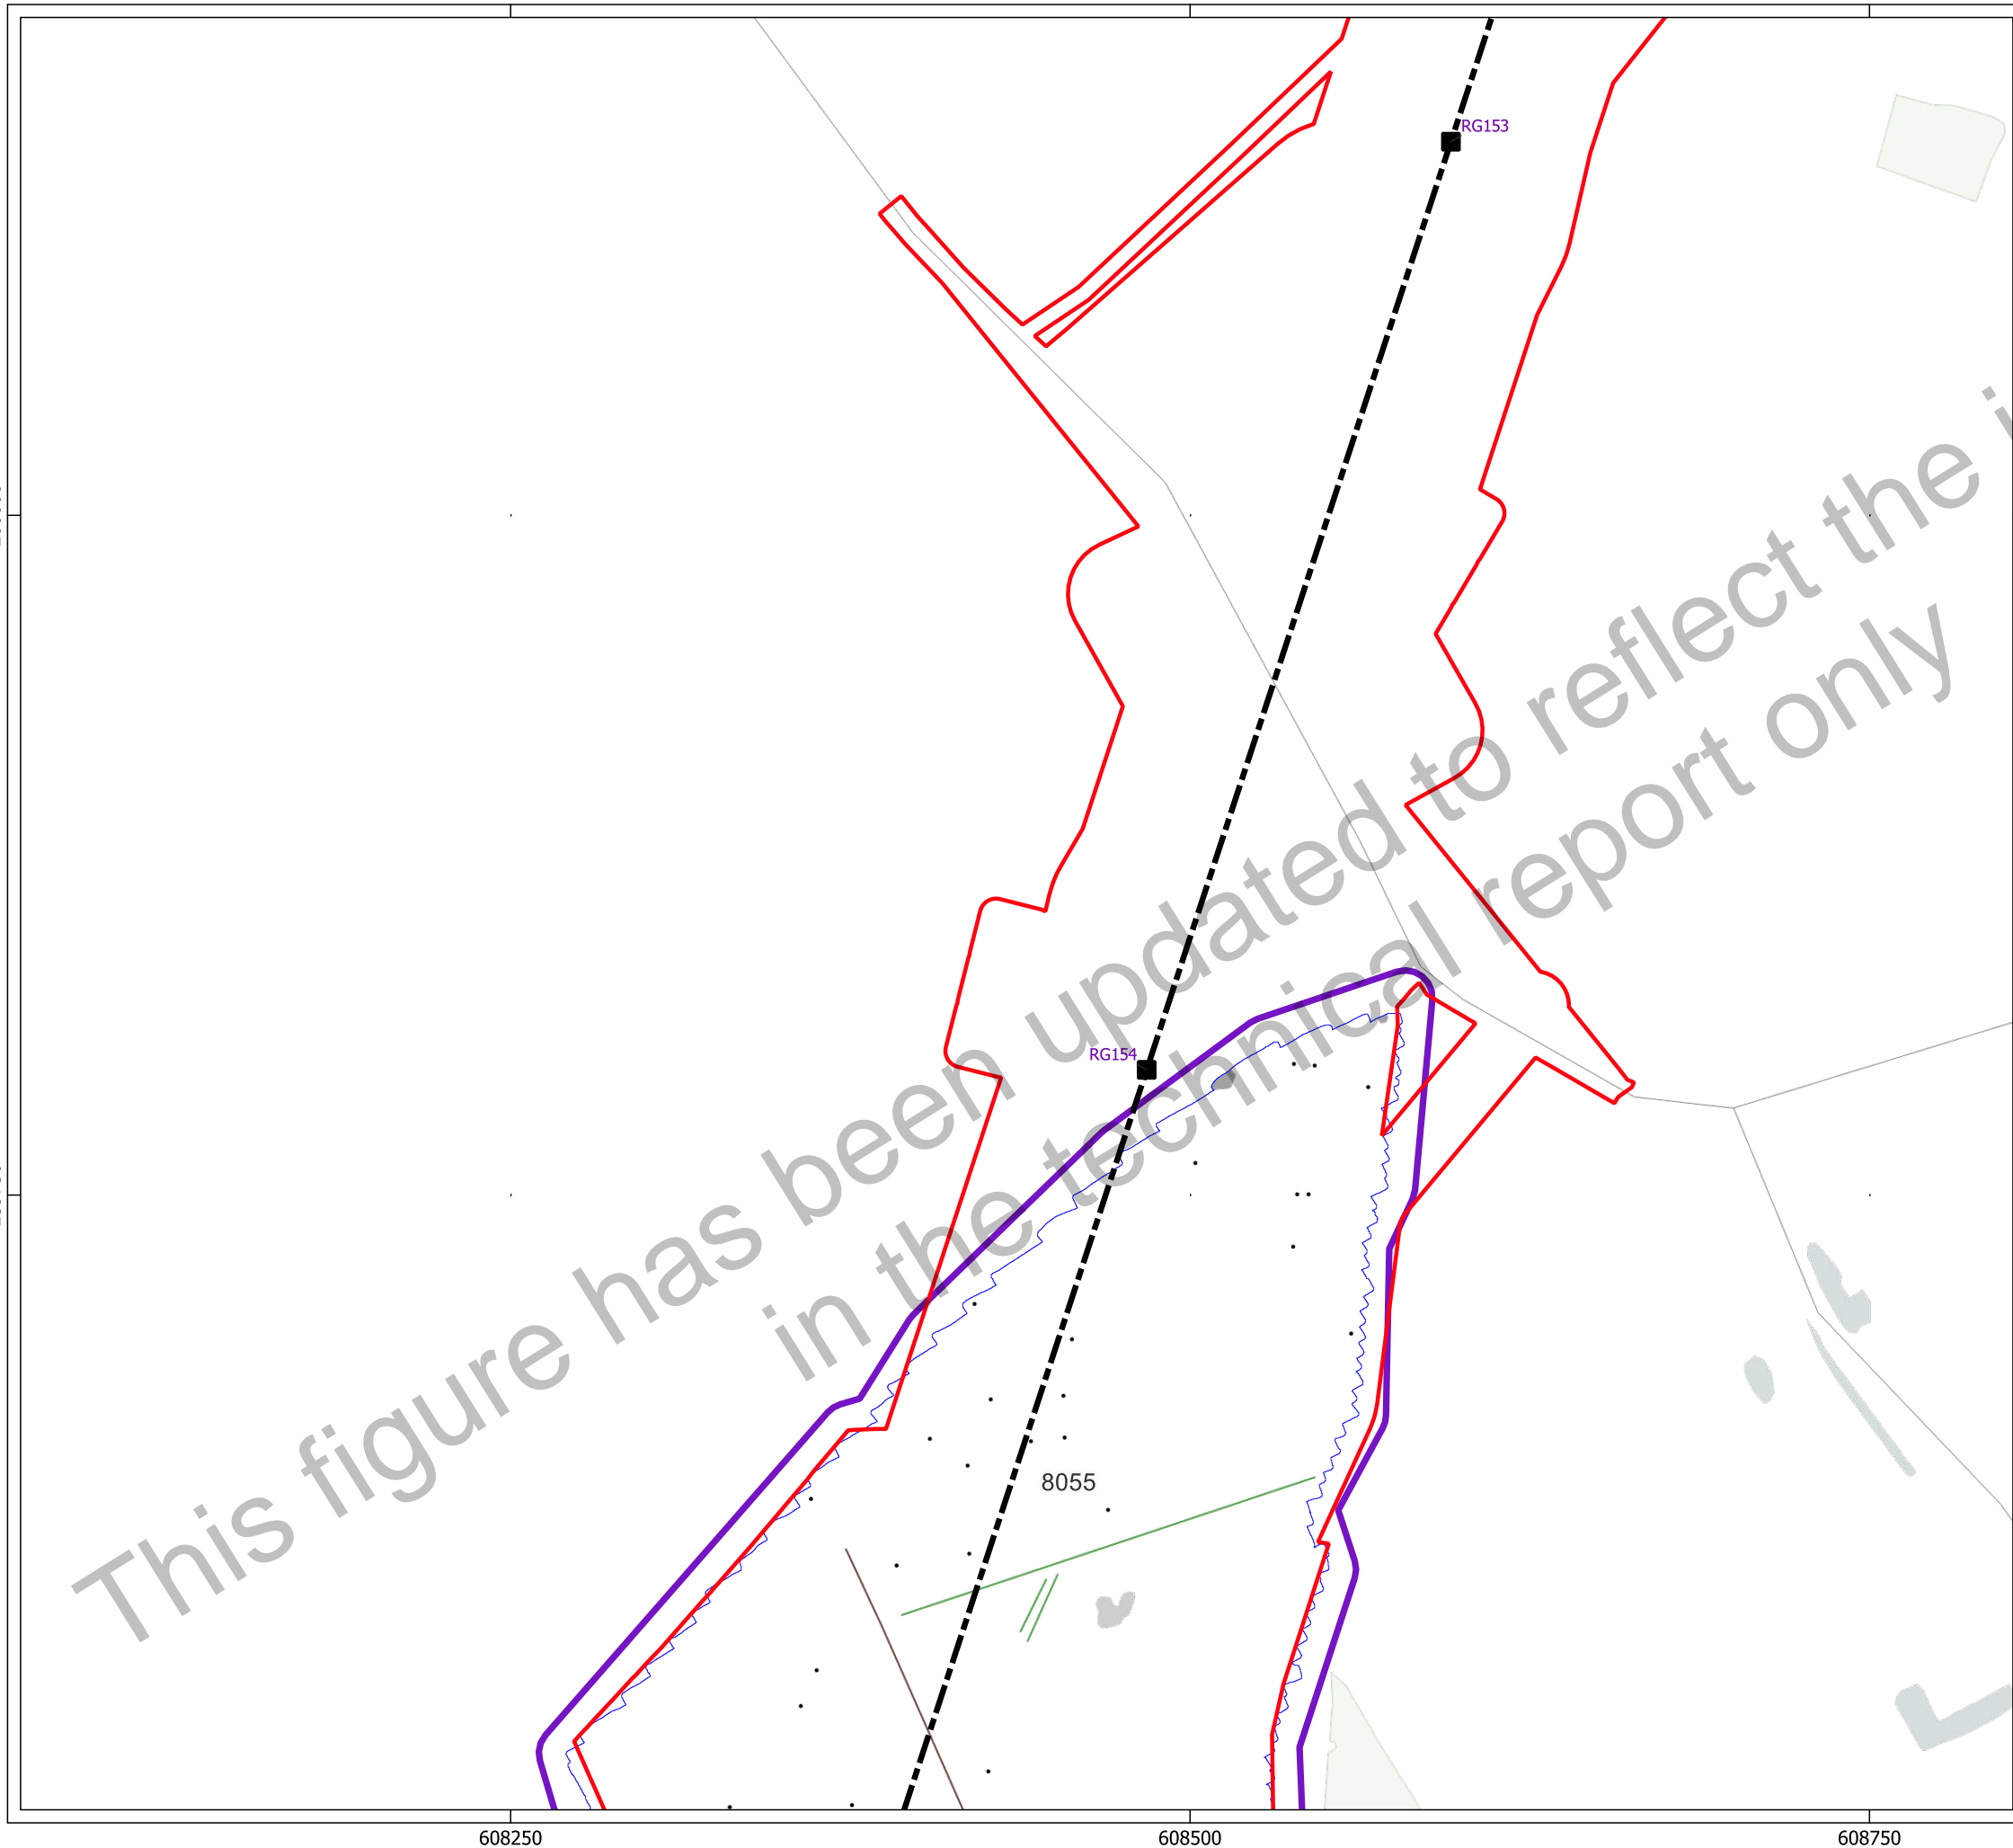 RG153
This figure has been updated to reflect the
in the technical report only
RG154
8055
608250 608500 608750